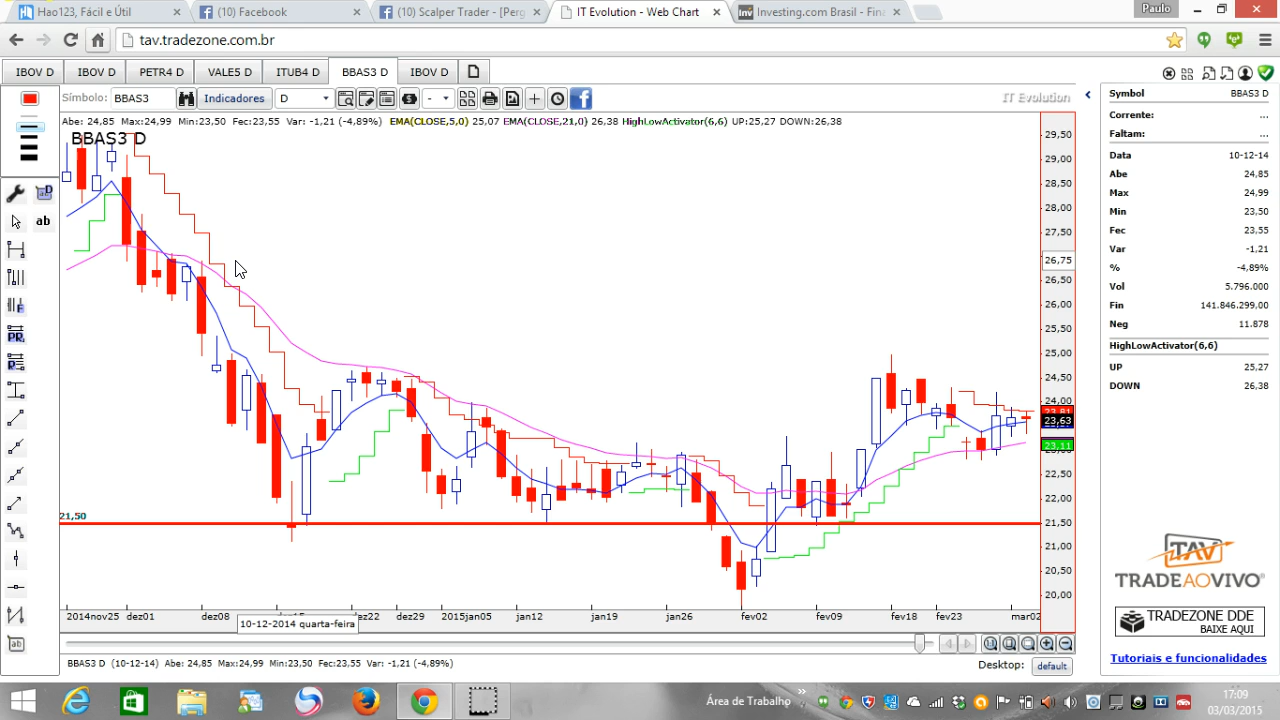 Hao123, Fácil e Útil
(10) Facebook
(10) Scalper Trader - [Perg
IT Evolution - Web Chart
Investing.com Brasil - Fina
Paulo
tav.tradezone.com.br
IBOV D
IBOV D
PETR4 D
VALE5 D
ITUB4 D
BBAS3 D
IBOV D
Símbolo:
BBAS3
Indicadores
D
-
IT Evolution
Abe: 24,85 Max:24,99 Min:23,50 Fec:23,55 Var: -1,21 (-4,89%) EMA(CLOSE,5,0) 25,07 EMA(CLOSE,21,0) 26,38 HighLowActivator(6,6) UP:25,27 DOWN:26,38
BBAS3 D
ab
29,50
29,00
28,50
28,00
27,50
26,75
26,50
26,00
25,50
25,00
24,50
24,00
23,81
23,63
23,11
22,50
22,00
21,50
21,00
20,50
20,00
21,50
2014nov25
dez01
dez08
dez22
dez29
2015jan05
jan12
jan19
jan26
fev02
fev09
fev18
fev23
mar02
10-12-2014 quarta-feira
BBAS3 D (10-12-14) Abe: 24,85 Max:24,99 Min:23,50 Fec:23,55 Var: -1,21 (-4,89%)
Desktop:
default
Symbol BBAS3 D
Corrente: ...
Faltam: ...
Data 10-12-14
Abe 24,85
Max 24,99
Min 23,50
Fec 23,55
Var -1,21
% -4,89%
Vol 5.796.000
Fin 141.846.299,00
Neg 11.878
HighLowActivator(6,6)
UP 25,27
DOWN 26,38
TAV
TRADEAOVIVO
TRADEZONE DDE
BAIXE AQUI
Tutoriais e funcionalidades
Área de Trabalho
17:09
03/03/2015